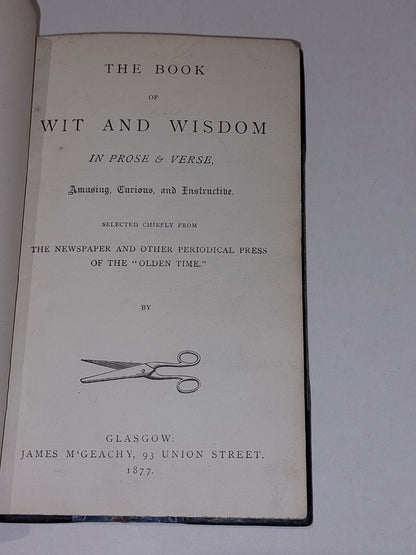 THE BOOK
OF
WIT AND WISDOM
IN PROSE & VERSE,
Amusing, Curious, and Instructive.
SELECTED CHIEFLY FROM
THE NEWSPAPER AND OTHER PERIODICAL PRESS
OF THE "OLDEN TIME."
BY
GLASGOW:
JAMES M'GEACHY, 93 UNION STREET.
1877.